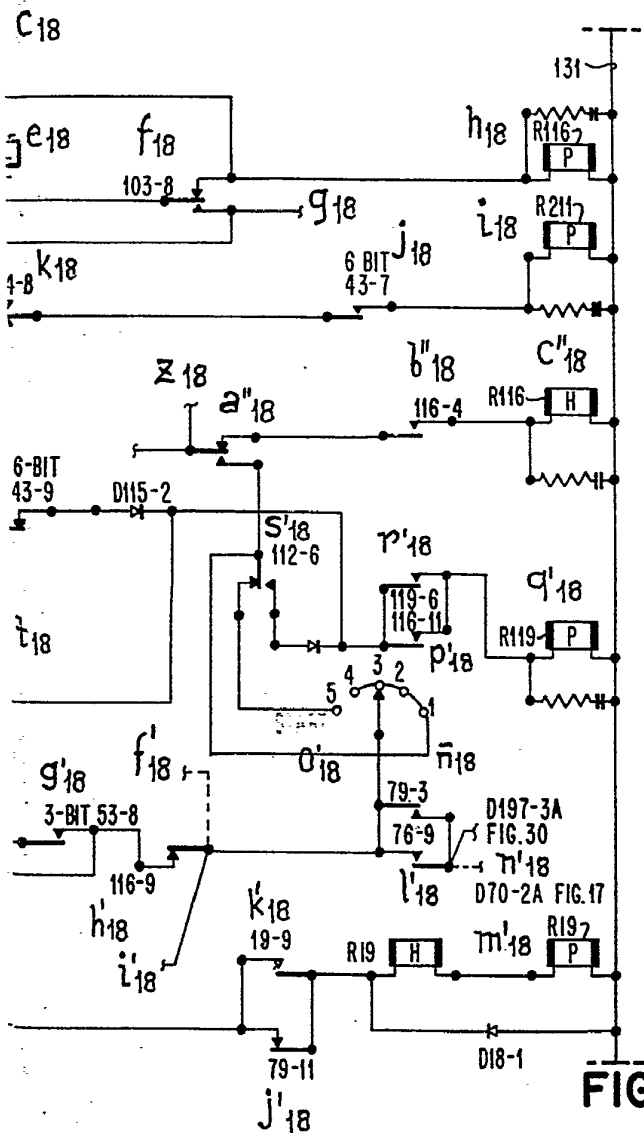 C18
131
e18
f18
h18
R116
P
103-8
g18
R211
P
i18
j18
k18
4-8
6 BIT
43-7
z18
a"18
b"18
C"18
R116
H
116-4
6-BIT
43-9
D115-2
S'18
112-6
r'18
119-6
116-11
q'18
R119
P
t18
p'18
5
4
3
2
1
o'18
n18
f'18
g'18
3-BIT 53-8
79-3
76-9
D197-3A
FIG.30
n'18
D70-2A FIG.17
l'18
116-9
h'18
i'18
k'18
19-9
R19
H
m'18
R19
P
79-11
D18-1
j'18
FIG